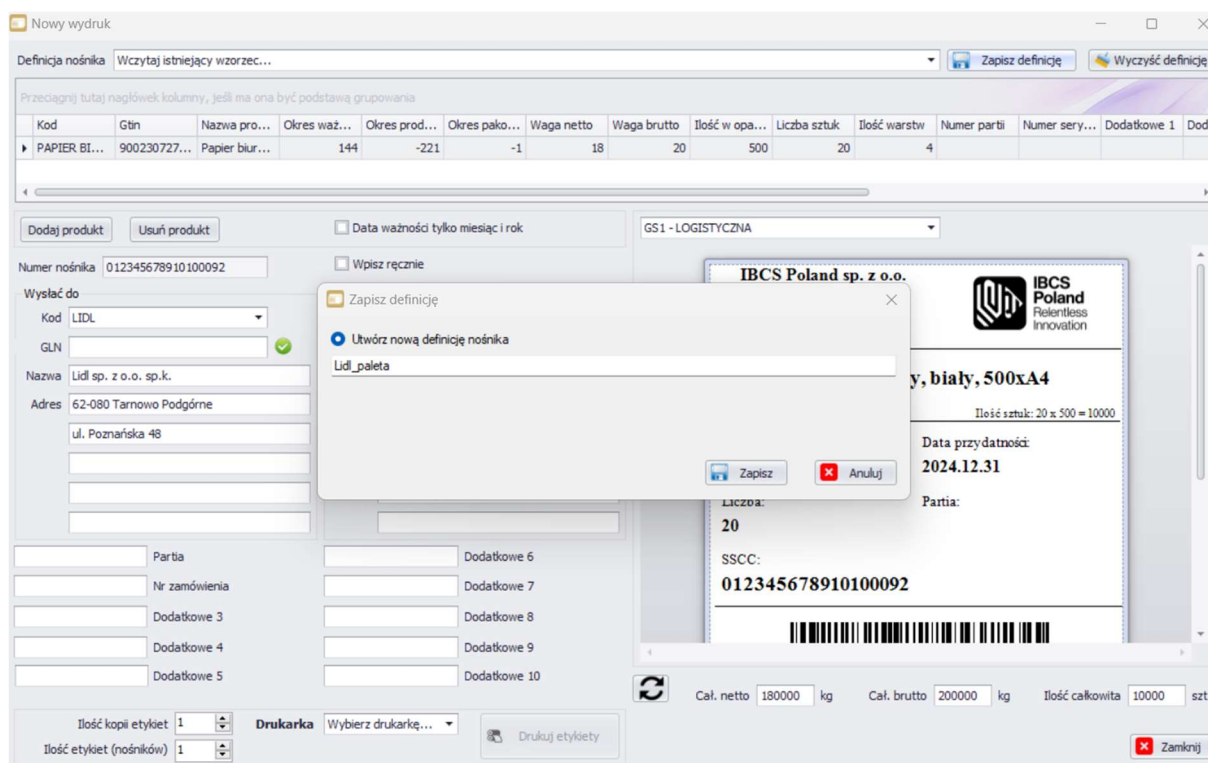 Nowy wydruk
Definicja nośnika Wczytaj istniejący wzorzec... Zapisz definicję Wyczyść definicję
Przeciągnij tutaj nagłówek kolumny, jeśli ma ona być podstawą grupowania
Kod Gtin Nazwa pro... Okres waż... Okres prod... Okres pako... Waga netto Waga brutto Ilość w opa... Liczba sztuk Ilość warstw Numer partii Numer sery... Dodatkowe 1 Dod
PAPIER BI... 900230727... Papier biur... 144 -221 -1 18 20 500 20 4
Dodaj produkt Usuń produkt Data ważności tylko miesiąc i rok GS1 - LOGISTYCZNA
Numer nośnika 012345678910100092 Wpisz ręcznie
Wysłać do
Kod LIDL
GLN
Nazwa Lidl sp. z o.o. sp.k.
Adres 62-080 Tarnowo Podgórne
ul. Poznańska 48
Zapisz definicję
Utwórz nową definicję nośnika
Lidl_paleta
Zapisz Anuluj
IBCS Poland sp. z o.o.
IBCS
Poland
Relentless
Innovation
y, biały, 500xA4
Ilość sztuk: 20 x 500 = 10000
Data przydatności:
2024.12.31
Liczba: Partia:
20
SSCC:
012345678910100092
Partia Dodatkowe 6
Nr zamówienia Dodatkowe 7
Dodatkowe 3 Dodatkowe 8
Dodatkowe 4 Dodatkowe 9
Dodatkowe 5 Dodatkowe 10
Cał. netto 180000 kg Cał. brutto 200000 kg Ilość całkowita 10000 szt
Ilość kopii etykiet 1 Drukarka Wybierz drukarkę... Drukuj etykiety
Ilość etykiet (nośników) 1
Zamknij